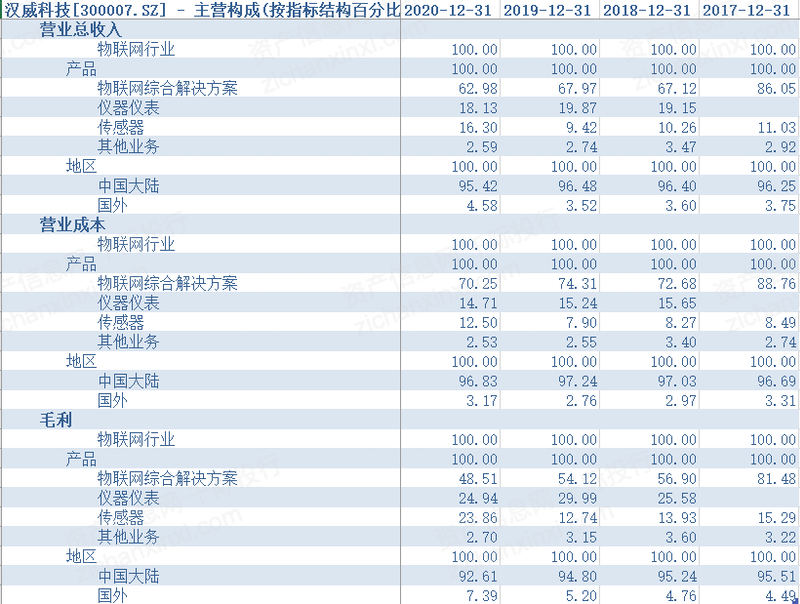 汉威科技[300007.SZ] - 主营构成(按指标结构百分比 2020-12-31 2019-12-31 2018-12-31 2017-12-31
营业总收入
物联网行业 100.00 100.00 100.00 100.00
产品 100.00 100.00 100.00 100.00
物联网综合解决方案 62.98 67.97 67.12 86.05
仪器仪表 18.13 19.87 19.15
传感器 16.30 9.42 10.26 11.03
其他业务 2.59 2.74 3.47 2.92
地区 100.00 100.00 100.00 100.00
中国大陆 95.42 96.48 96.40 96.25
国外 4.58 3.52 3.60 3.75
营业成本
物联网行业 100.00 100.00 100.00 100.00
产品 100.00 100.00 100.00 100.00
物联网综合解决方案 70.25 74.31 72.68 88.76
仪器仪表 14.71 15.24 15.65
传感器 12.50 7.90 8.27 8.49
其他业务 2.53 2.55 3.40 2.74
地区 100.00 100.00 100.00 100.00
中国大陆 96.83 97.24 97.03 96.69
国外 3.17 2.76 2.97 3.31
毛利
物联网行业 100.00 100.00 100.00 100.00
产品 100.00 100.00 100.00 100.00
物联网综合解决方案 48.51 54.12 56.90 81.48
仪器仪表 24.94 29.99 25.58
传感器 23.86 12.74 13.93 15.29
其他业务 2.70 3.15 3.60 3.22
地区 100.00 100.00 100.00 100.00
中国大陆 92.61 94.80 95.24 95.51
国外 7.39 5.20 4.76 4.49